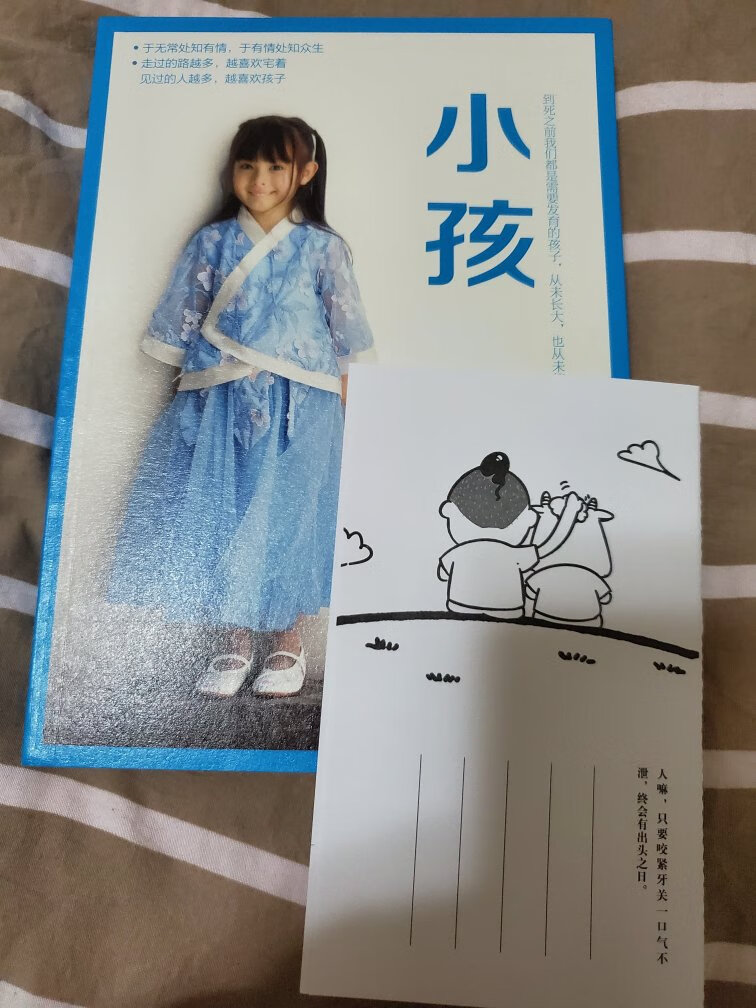 • 于无常处知有情，于有情处知众生
• 走过的路越多，越喜欢宅着
见过的人越多，越喜欢孩子
小孩
到死之前我们都是需要发育的孩子，从未长大，也从未
人嘛，只要咬紧牙关一口气不
泄，终会有出头之日。